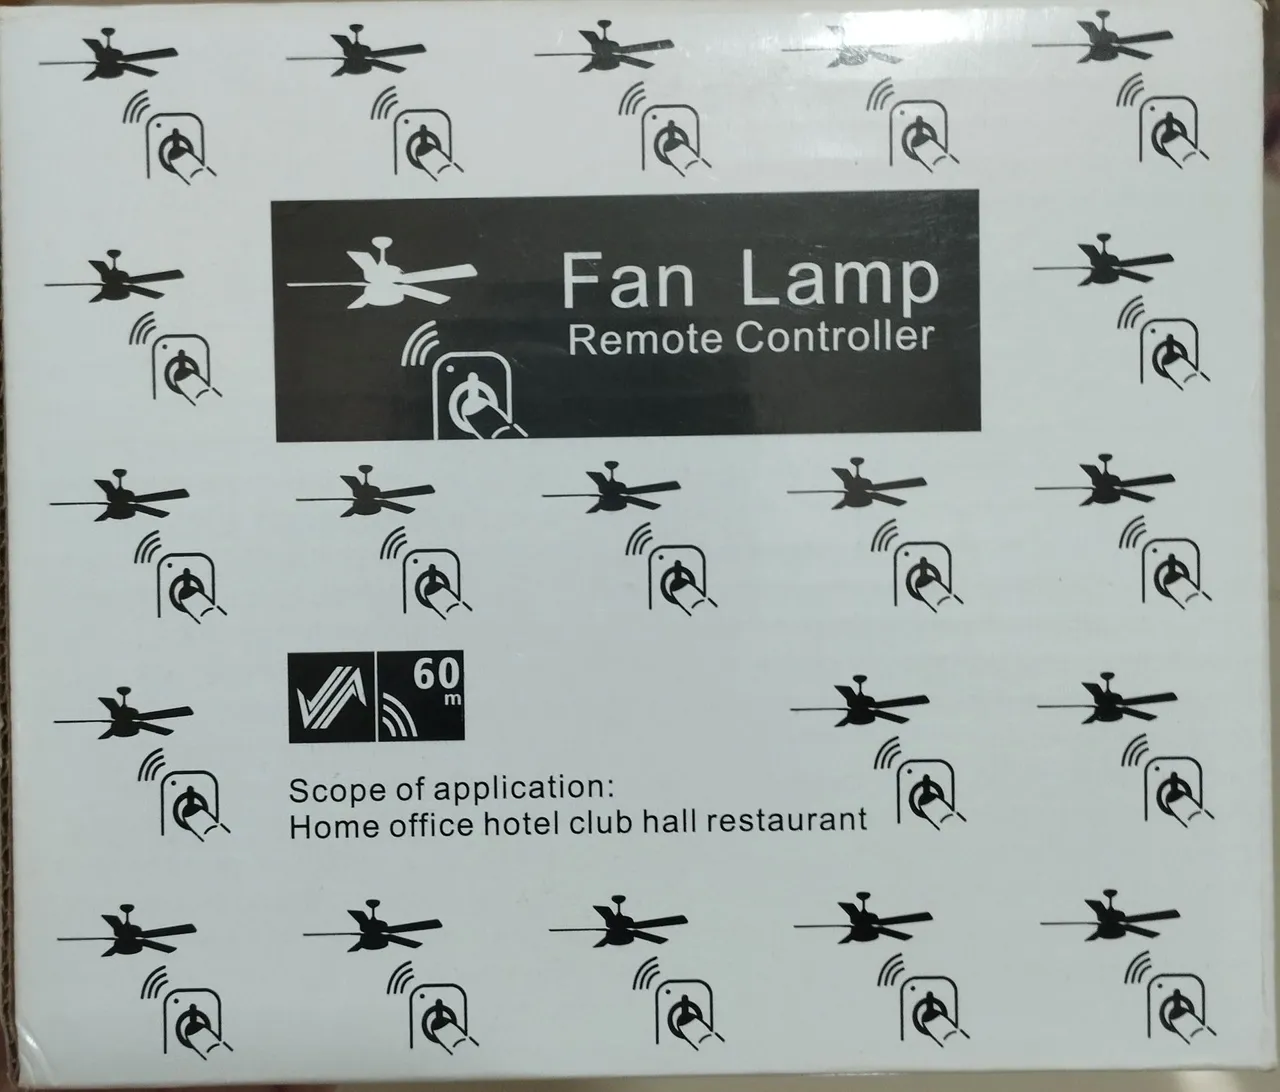 Fan Lamp
Remote Controller
60
m
Scope of application:
Home office hotel club hall restaurant